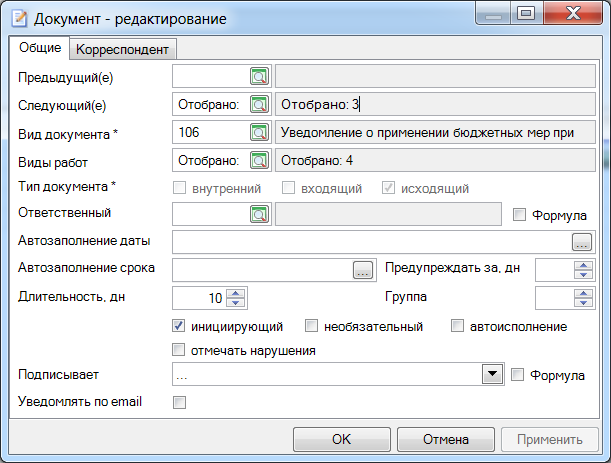 Документ - редактирование
Общие Корреспондент
Предыдущий(е)
Следующий(е) Отобрано: Отобрано: 3
Вид документа * 106 Уведомление о применении бюджетных мер при
Виды работ Отобрано: Отобрано: 4
Тип документа * внутренний входящий исходящий
Ответственный Формула
Автозаполнение даты ...
Автозаполнение срока ... Предупреждать за, дн
Длительность, дн 10 Группа
инициирующий необязательный автоисполнение
отмечать нарушения
Подписывает ... Формула
Уведомлять по email
OK Отмена Применить